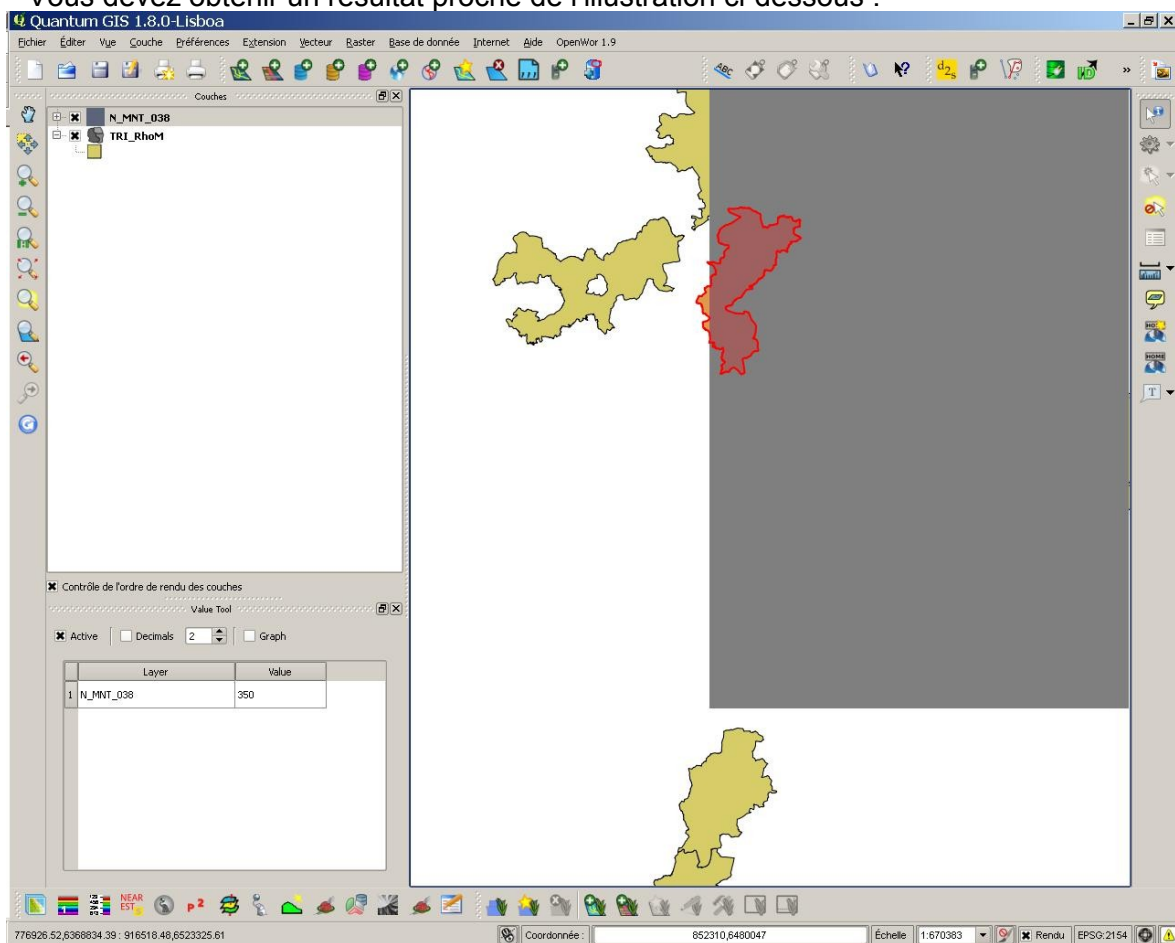 Vous devez obtenir un résultat proche de l'illustration ci-dessous :
Quantum GIS 1.8.0-Lisboa
Fichier Éditer Vue Couche Préférences Extension Vecteur Raster Base de donnée Internet Aide OpenWor 1.9
Couches
N_MNT_038
TRI_RhoM
Contrôle de l'ordre de rendu des couches
Value Tool
Active Decimals 2 Graph
Layer Value
1 N_MNT_038 350
776926.52,6368834.39 : 916518.48,6523325.61 Coordonnée : 852310,6480047 Échelle 1:670383 Rendu EPSG:2154